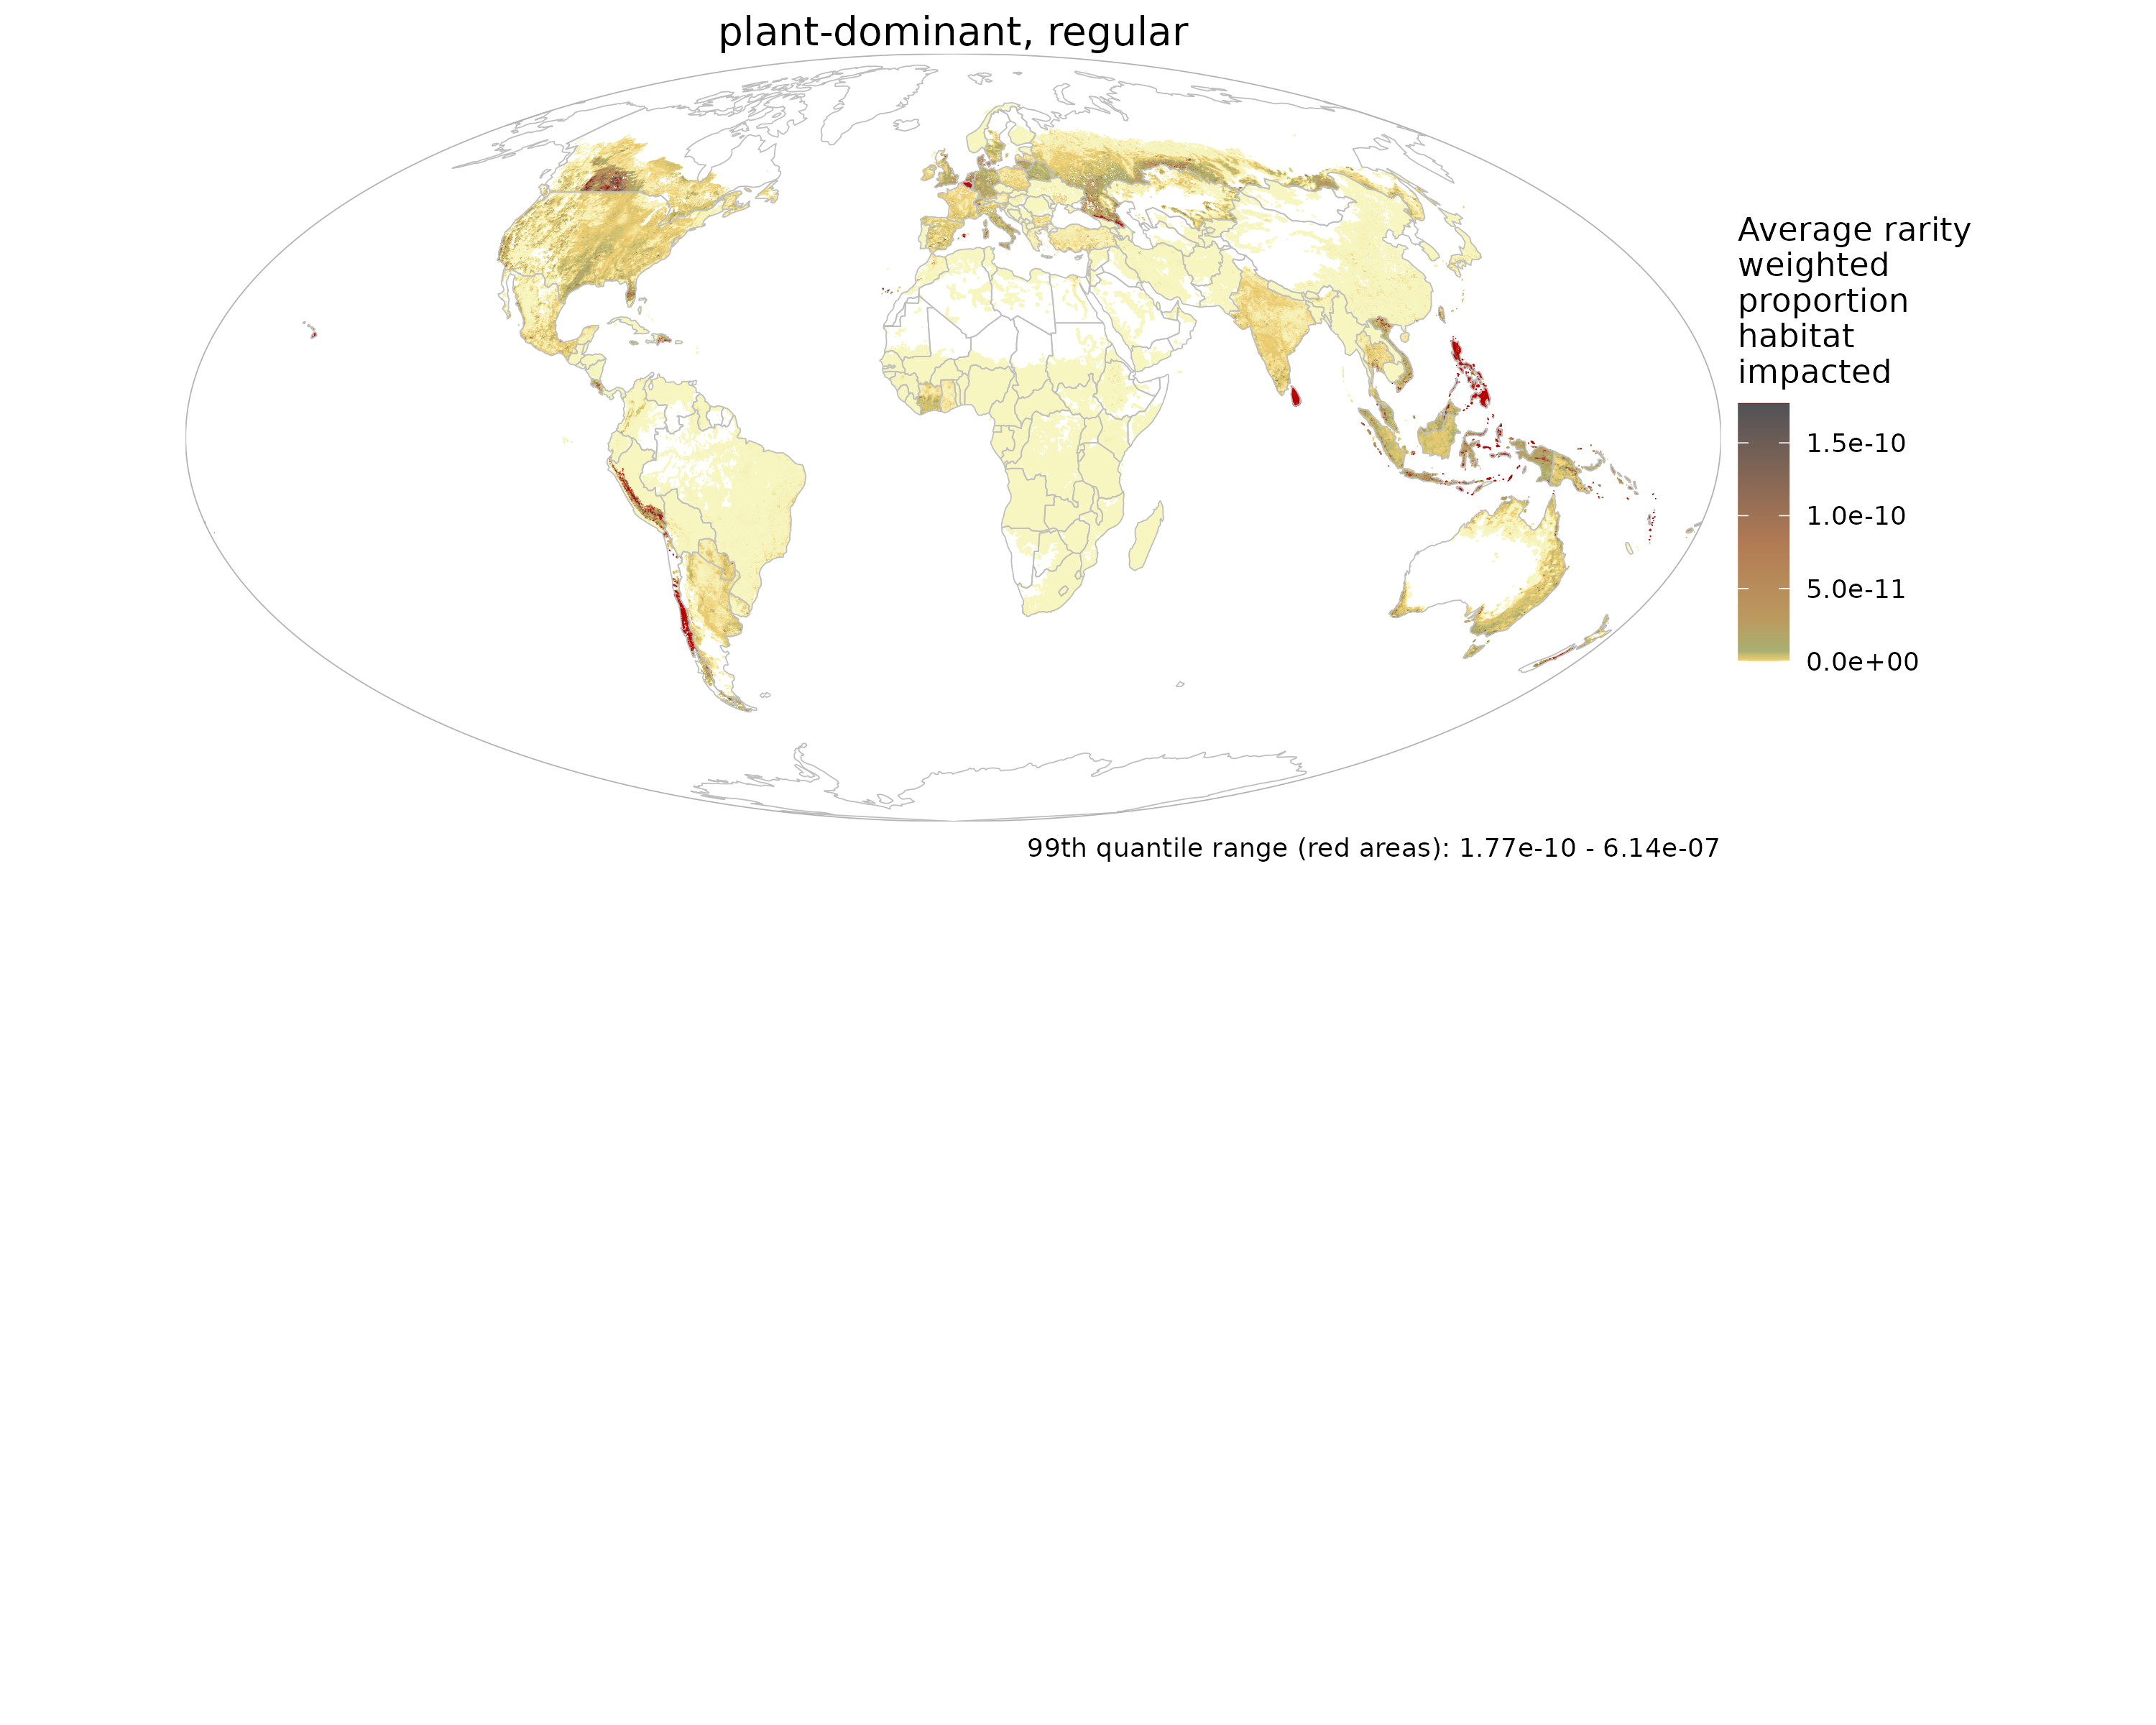 plant-dominant, regular
Average rarity
weighted
proportion
habitat
impacted
1.5e-10
1.0e-10
5.0e-11
0.0e+00
99th quantile range (red areas): 1.77e-10 - 6.14e-07